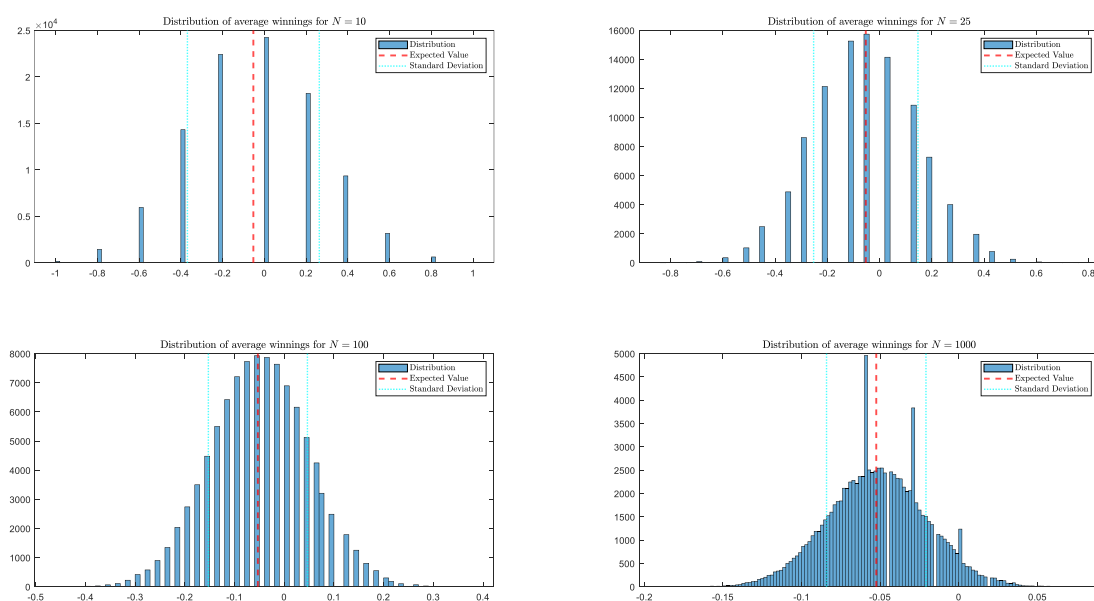 Distribution of average winnings for N = 10
×10⁴
2.5
2
1.5
1
0.5
0
-1 -0.8 -0.6 -0.4 -0.2 0 0.2 0.4 0.6 0.8 1
Distribution
Expected Value
Standard Deviation
Distribution of average winnings for N = 25
16000
14000
12000
10000
8000
6000
4000
2000
0
-0.8 -0.6 -0.4 -0.2 0 0.2 0.4 0.6 0.8
Distribution
Expected Value
Standard Deviation
Distribution of average winnings for N = 100
8000
7000
6000
5000
4000
3000
2000
1000
0
-0.5 -0.4 -0.3 -0.2 -0.1 0 0.1 0.2 0.3 0.4
Distribution
Expected Value
Standard Deviation
Distribution of average winnings for N = 1000
5000
4500
4000
3500
3000
2500
2000
1500
1000
500
0
-0.2 -0.15 -0.1 -0.05 0 0.05
Distribution
Expected Value
Standard Deviation